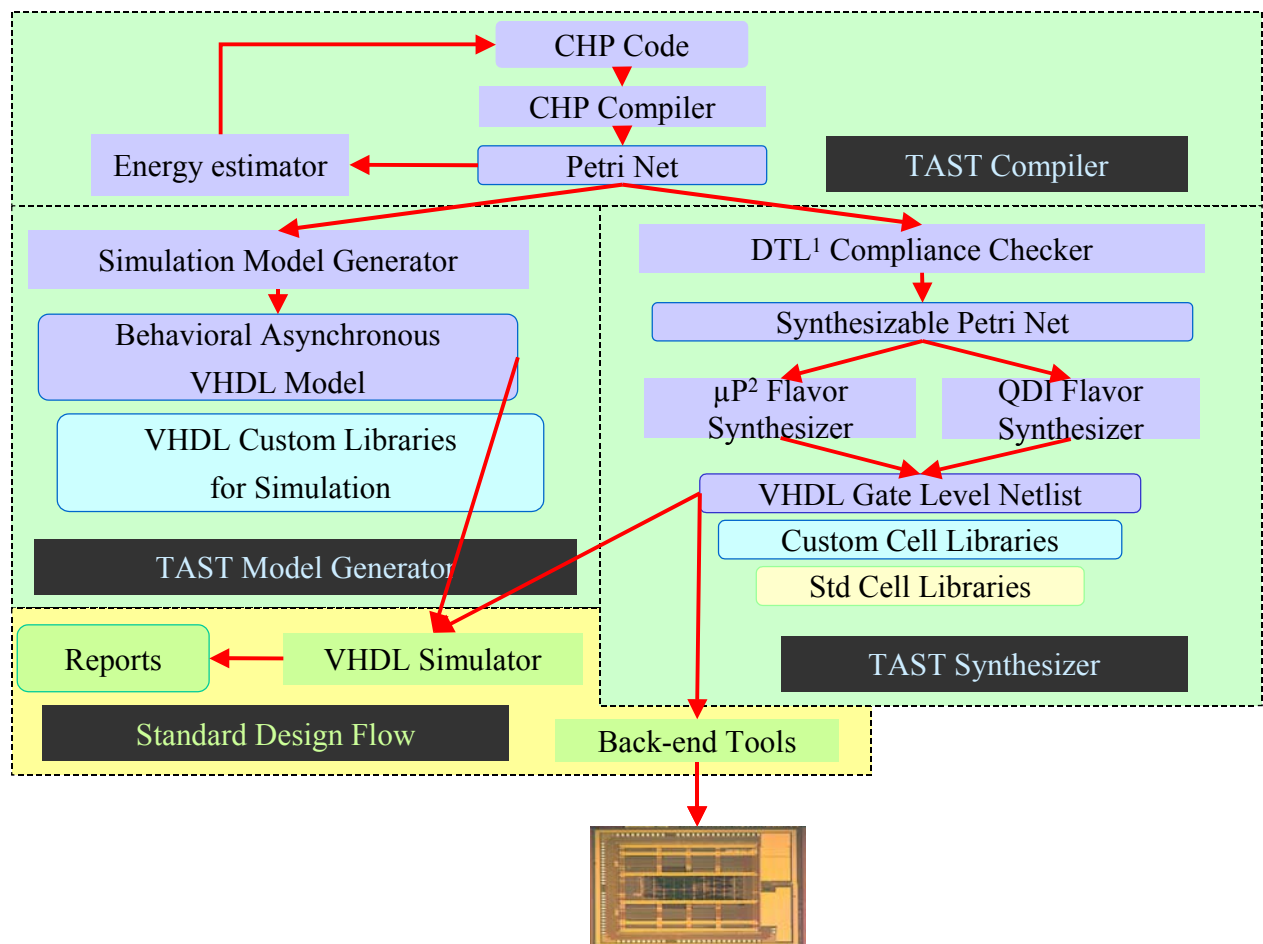 CHP Code
CHP Compiler
Energy estimator
Petri Net
TAST Compiler
Simulation Model Generator
Behavioral Asynchronous
VHDL Model
VHDL Custom Libraries
for Simulation
TAST Model Generator
DTL¹ Compliance Checker
Synthesizable Petri Net
µP² Flavor
Synthesizer
QDI Flavor
Synthesizer
VHDL Gate Level Netlist
Custom Cell Libraries
Std Cell Libraries
TAST Synthesizer
Reports
VHDL Simulator
Standard Design Flow
Back-end Tools